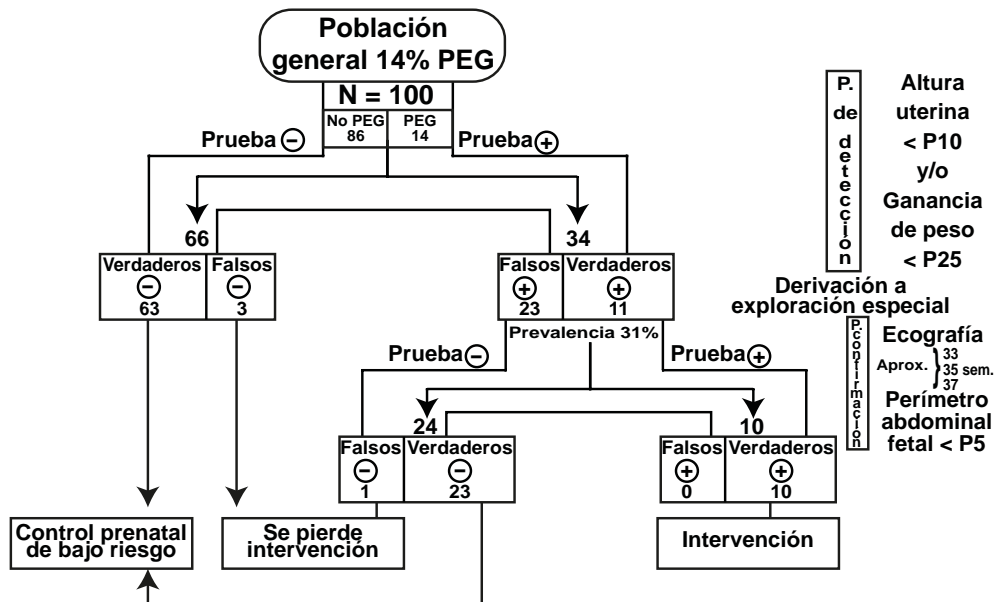 Población
general 14% PEG
N = 100
No PEG
86
PEG
14
Prueba ⊖
Prueba ⊕
66
34
Verdaderos
⊖
63
Falsos
⊖
3
Falsos
⊕
23
Verdaderos
⊕
11
Prevalencia 31%
Prueba ⊖
Prueba ⊕
24
10
Falsos
⊖
1
Verdaderos
⊖
23
Falsos
⊕
0
Verdaderos
⊕
10
Control prenatal
de bajo riesgo
Se pierde
intervención
Intervención
P. de detección
Altura
uterina
< P10
y/o
Ganancia
de peso
< P25
Derivación a
exploración especial
P.confirmación
Ecografía
Aprox. }
33
35 sem.
37
Perímetro
abdominal
fetal < P5